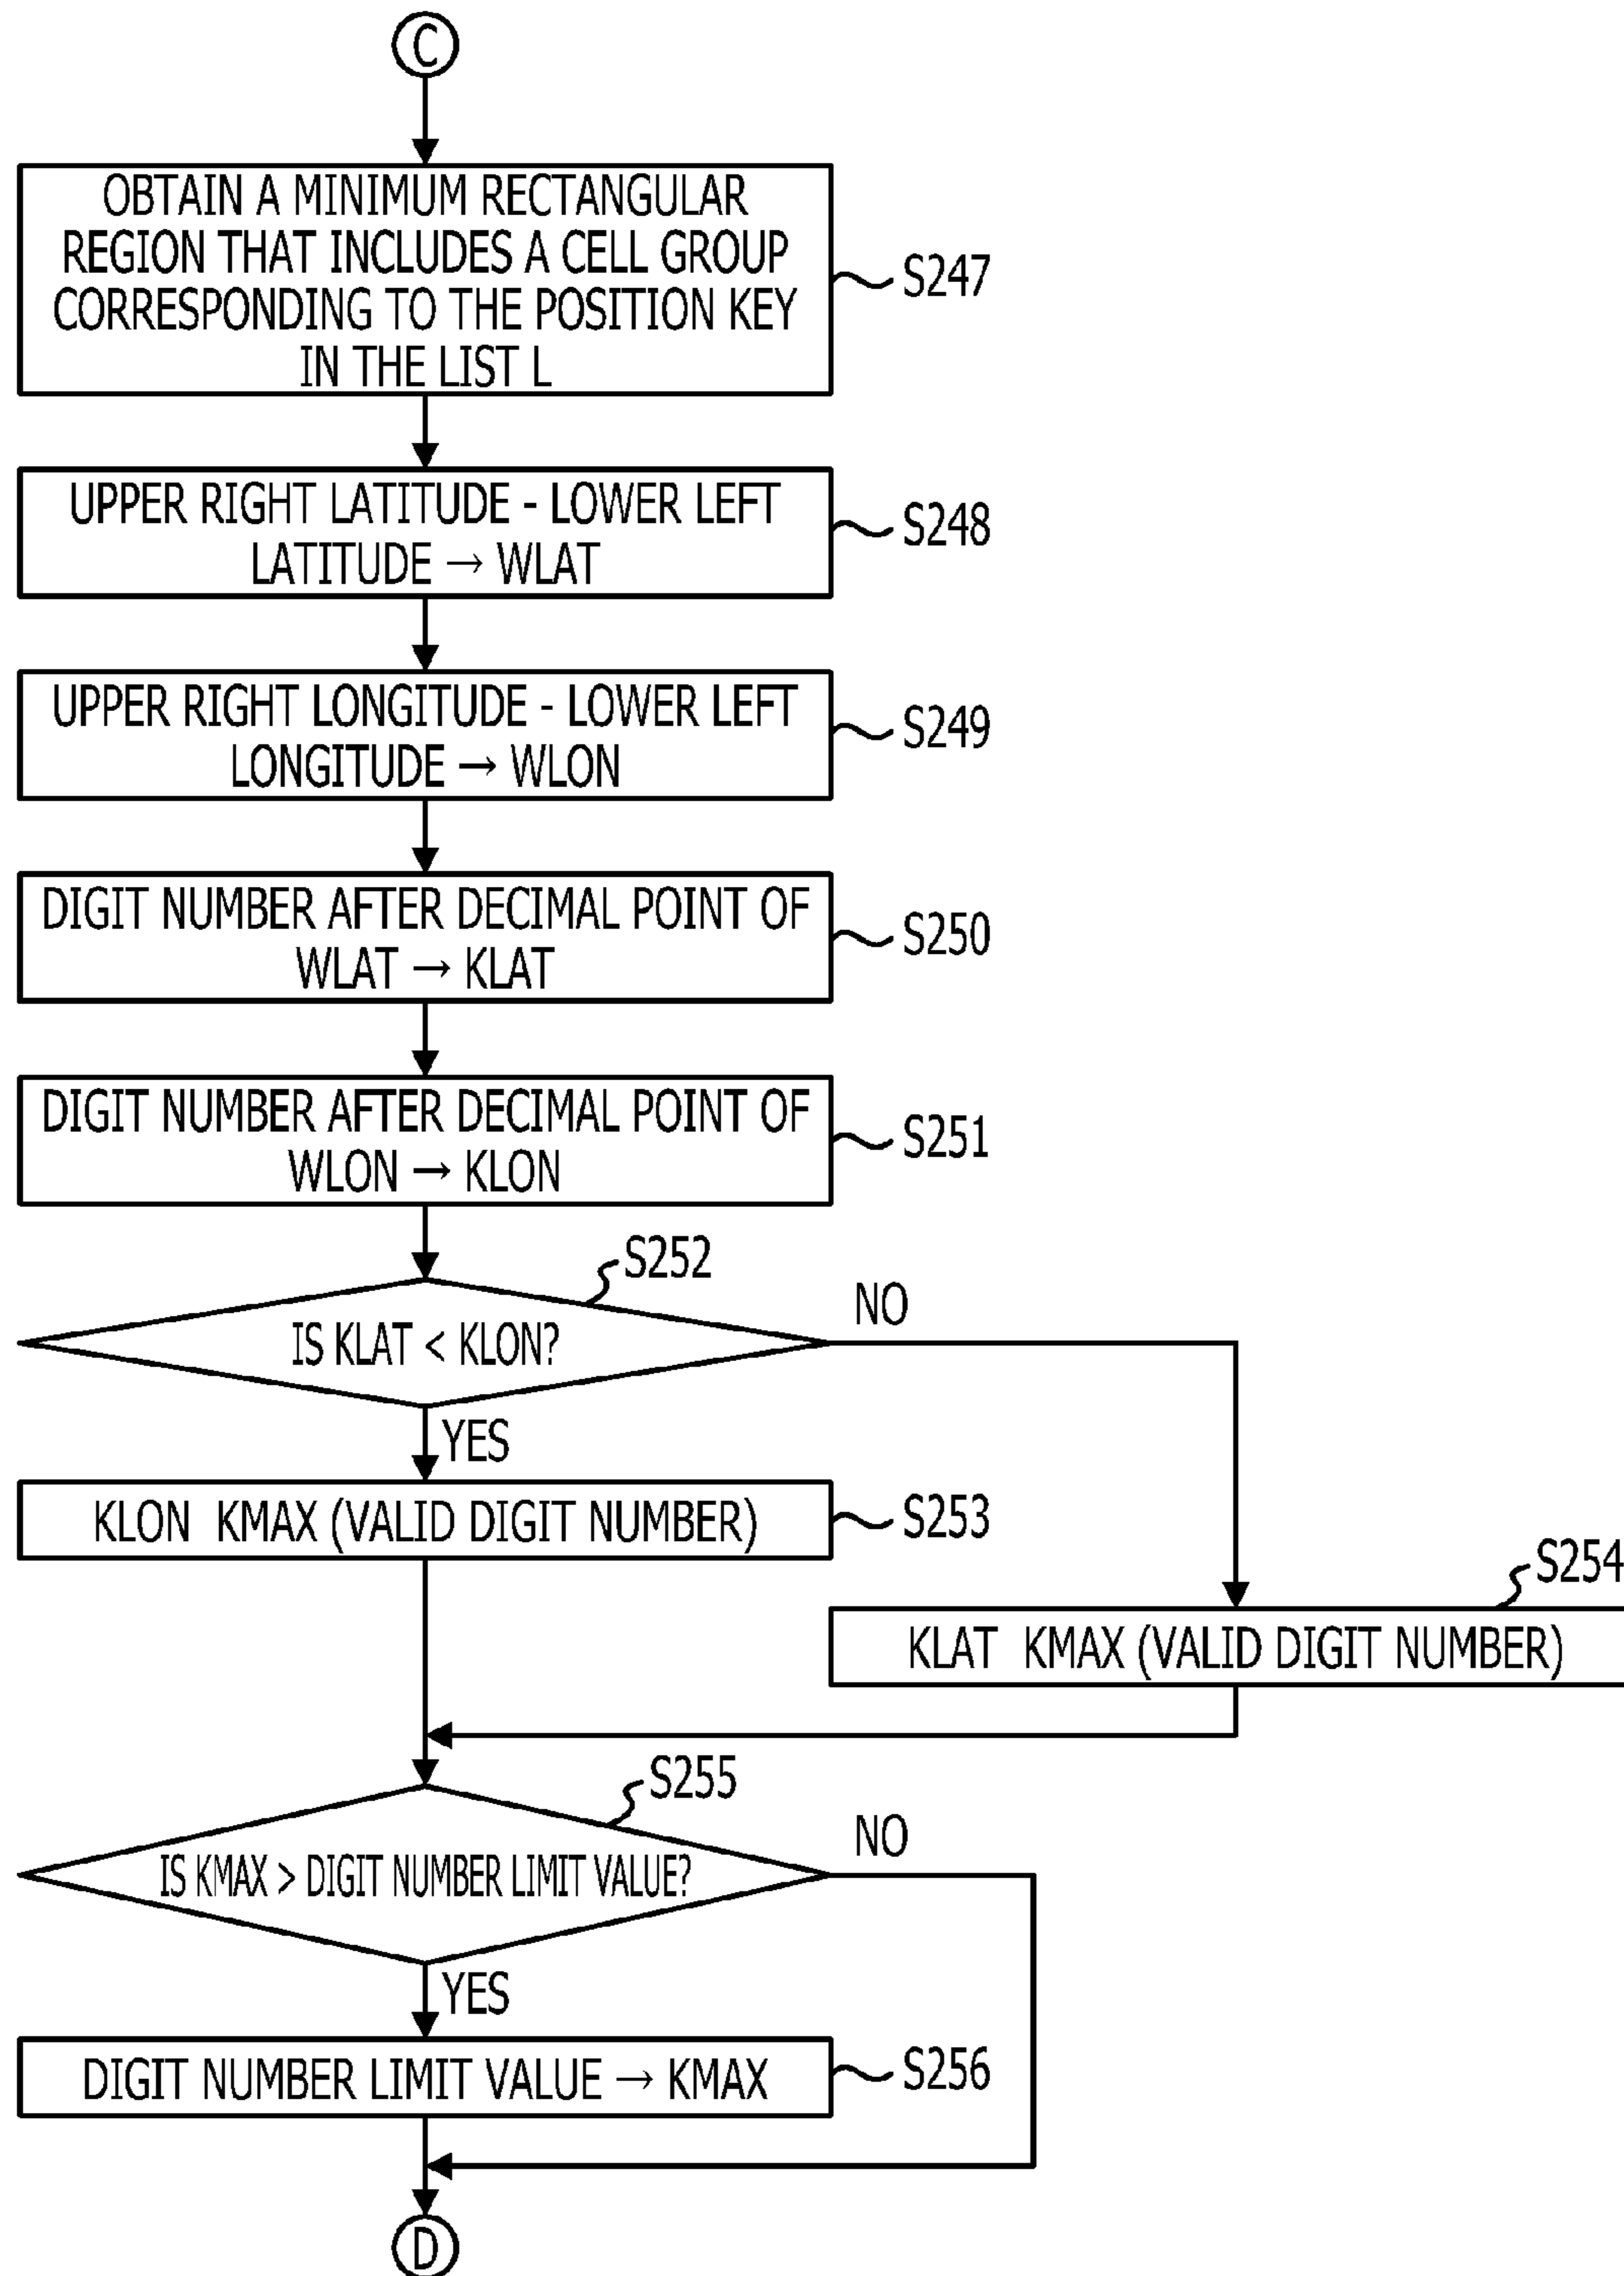 C
OBTAIN A MINIMUM RECTANGULAR
REGION THAT INCLUDES A CELL GROUP
CORRESPONDING TO THE POSITION KEY
IN THE LIST L
S247
UPPER RIGHT LATITUDE - LOWER LEFT
LATITUDE → WLAT
S248
UPPER RIGHT LONGITUDE - LOWER LEFT
LONGITUDE → WLON
S249
DIGIT NUMBER AFTER DECIMAL POINT OF
WLAT → KLAT
S250
DIGIT NUMBER AFTER DECIMAL POINT OF
WLON → KLON
S251
S252
IS KLAT < KLON?
NO
YES
KLON KMAX (VALID DIGIT NUMBER)
S253
S254
KLAT KMAX (VALID DIGIT NUMBER)
S255
IS KMAX > DIGIT NUMBER LIMIT VALUE?
NO
YES
DIGIT NUMBER LIMIT VALUE → KMAX
S256
D